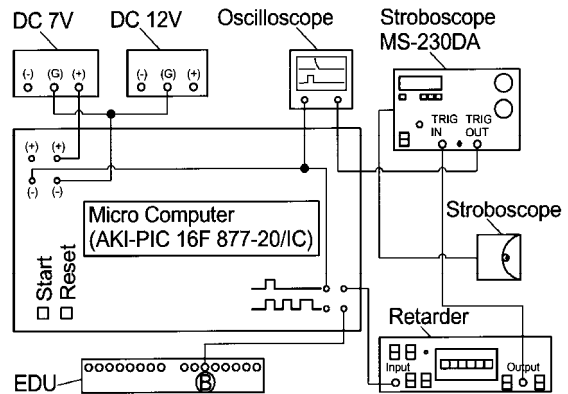 DC 7V
DC 12V
Oscilloscope
Stroboscope
MS-230DA
(-) (G) (+)
(-) (G) (+)
TRIG TRIG
IN OUT
(+) (+)
(-) (-)
Micro Computer
(AKI-PIC 16F 877-20/IC)
Stroboscope
Start
Reset
Retarder
Input
Output
EDU
B